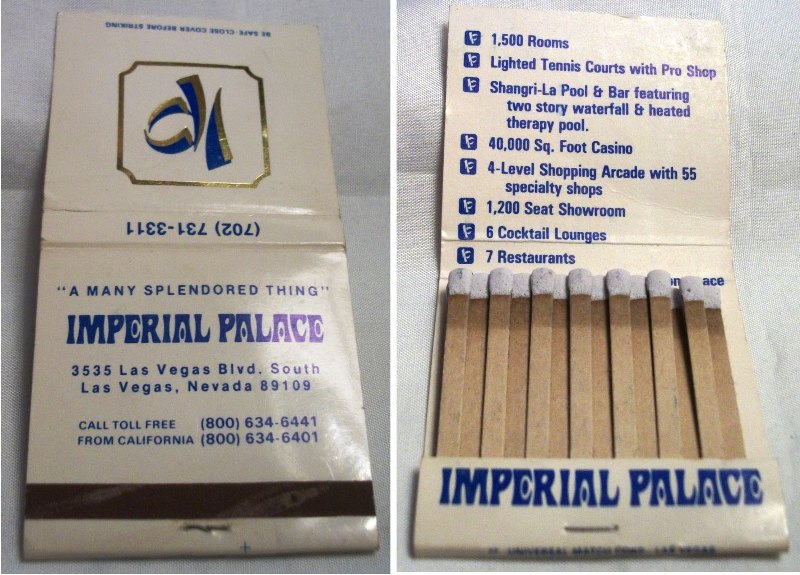 BE SAFE-CLOSE COVER BEFORE STRIKING
(702) 731-3311
"A MANY SPLENDORED THING"
IMPERIAL PALACE
3535 Las Vegas Blvd. South
Las Vegas, Nevada 89109
CALL TOLL FREE (800) 634-6441
FROM CALIFORNIA (800) 634-6401
1,500 Rooms
Lighted Tennis Courts with Pro Shop
Shangri-La Pool & Bar featuring
two story waterfall & heated
therapy pool.
40,000 Sq. Foot Casino
4-Level Shopping Arcade with 55
specialty shops
1,200 Seat Showroom
6 Cocktail Lounges
7 Restaurants
IMPERIAL PALACE
UNIVERSAL MATCH CORP. LAS VEGAS